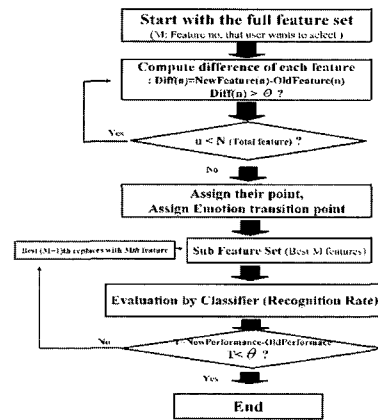 Start with the full feature set
(M: Feature no. that user wants to select )
Compute difference of each feature
: Diff(n)=NewFeature(n)-OldFeature(n)
Diff(n) > θ ?
Yes
n < N (Total feature) ?
No
Assign their point,
Assign Emotion transition point
Best (M+1)th replaces with Mth feature
Sub Feature Set (Best M features)
Evaluation by Classifier (Recognition Rate)
No
NewPerformance-OldPerformace
< θ ?
Yes
End